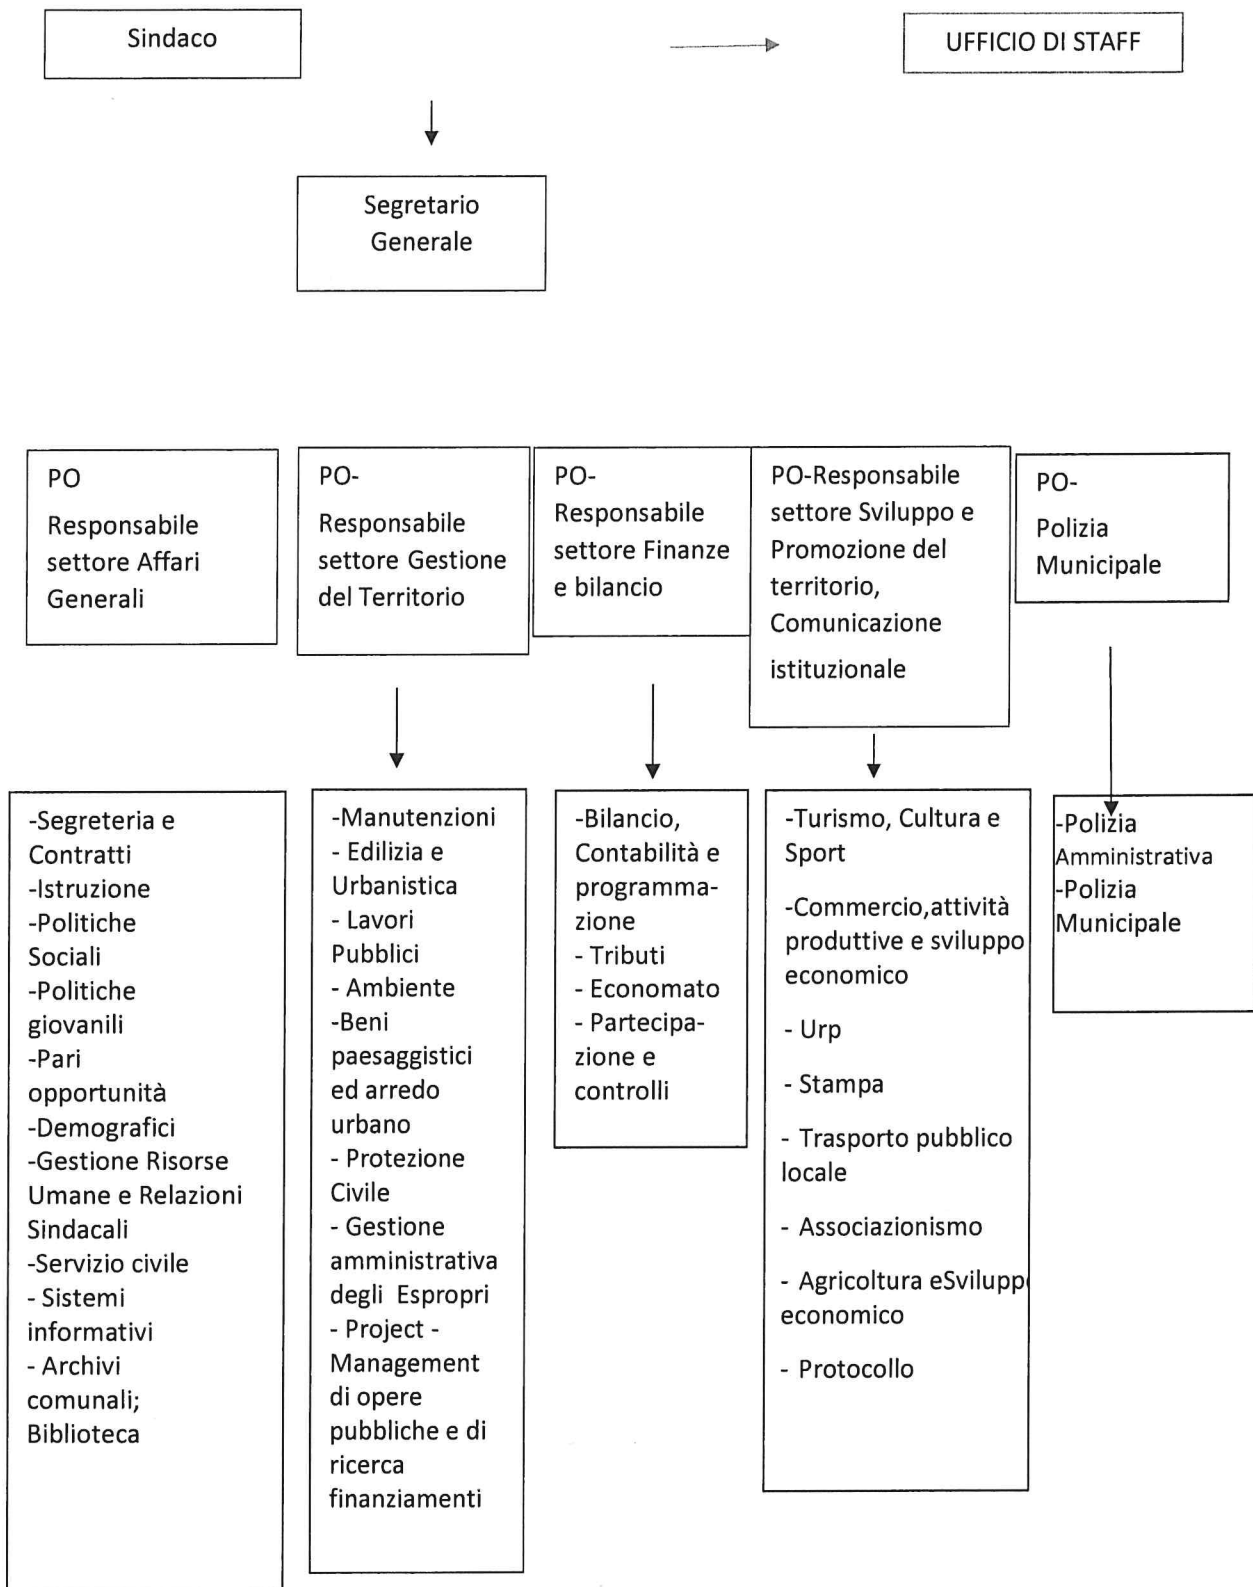 Sindaco
UFFICIO DI STAFF
Segretario
Generale
PO
Responsabile
settore Affari
Generali
PO-
Responsabile
settore Gestione
del Territorio
PO-
Responsabile
settore Finanze
e bilancio
PO-Responsabile
settore Sviluppo e
Promozione del
territorio,
Comunicazione
istituzionale
PO-
Polizia
Municipale
-Segreteria e
Contratti
-Istruzione
-Politiche
Sociali
-Politiche
giovanili
-Pari
opportunità
-Demografici
-Gestione Risorse
Umane e Relazioni
Sindacali
-Servizio civile
- Sistemi
informativi
- Archivi
comunali;
Biblioteca
-Manutenzioni
- Edilizia e
Urbanistica
- Lavori
Pubblici
- Ambiente
-Beni
paesaggistici
ed arredo
urbano
- Protezione
Civile
- Gestione
amministrativa
degli Espropri
- Project -
Management
di opere
pubbliche e di
ricerca
finanziamenti
-Bilancio,
Contabilità e
programma-
zione
- Tributi
- Economato
- Partecipa-
zione e
controlli
-Turismo, Cultura e
Sport
-Commercio,attività
produttive e sviluppo
economico
- Urp
- Stampa
- Trasporto pubblico
locale
- Associazionismo
- Agricoltura eSviluppo
economico
- Protocollo
-Polizia
Amministrativa
-Polizia
Municipale